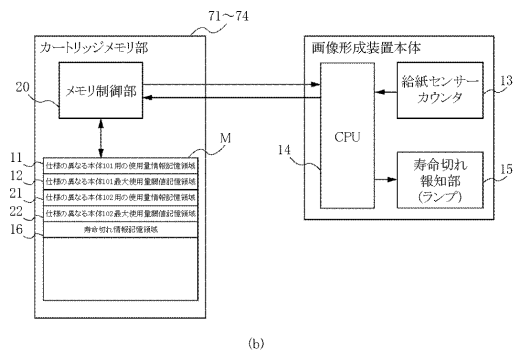 71～74
カートリッジメモリ部
20
メモリ制御部
M
11
仕様の異なる本体101用の使用量情報記憶領域
12
仕様の異なる本体101最大使用量閾値記憶領域
21
仕様の異なる本体102用の使用量情報記憶領域
22
仕様の異なる本体102最大使用量閾値記憶領域
16
寿命切れ情報記憶領域
画像形成装置本体
CPU
14
給紙センサー
カウンタ
13
寿命切れ
報知部
(ランプ)
15
(b)